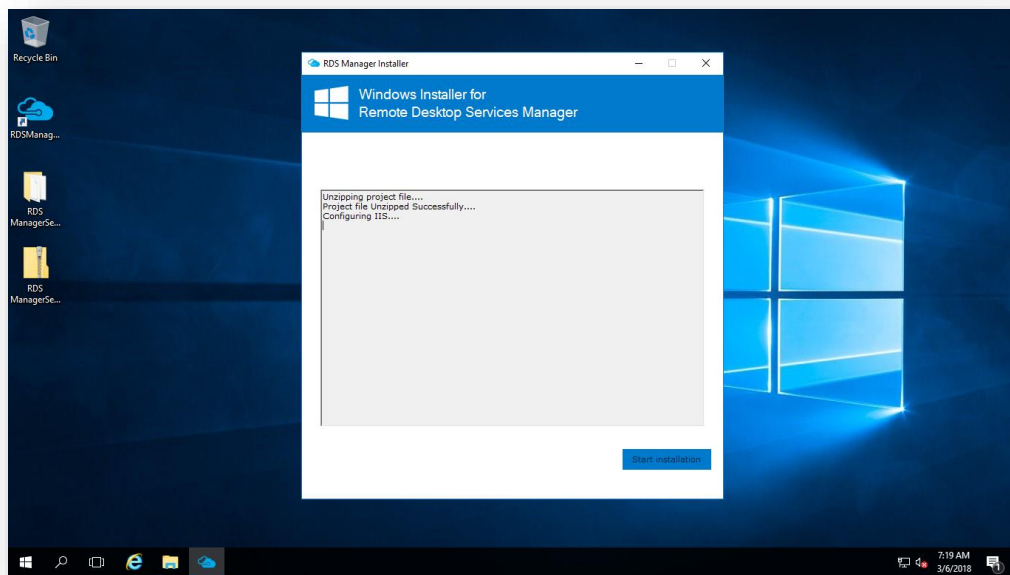 Recycle Bin
RDSManag...
RDS
ManagerSe...
RDS
ManagerSe...
RDS Manager Installer
Windows Installer for
Remote Desktop Services Manager
Unzipping project file....
Project file Unzipped Successfully....
Configuring IIS....
Start installation
7:19 AM
3/6/2018
1